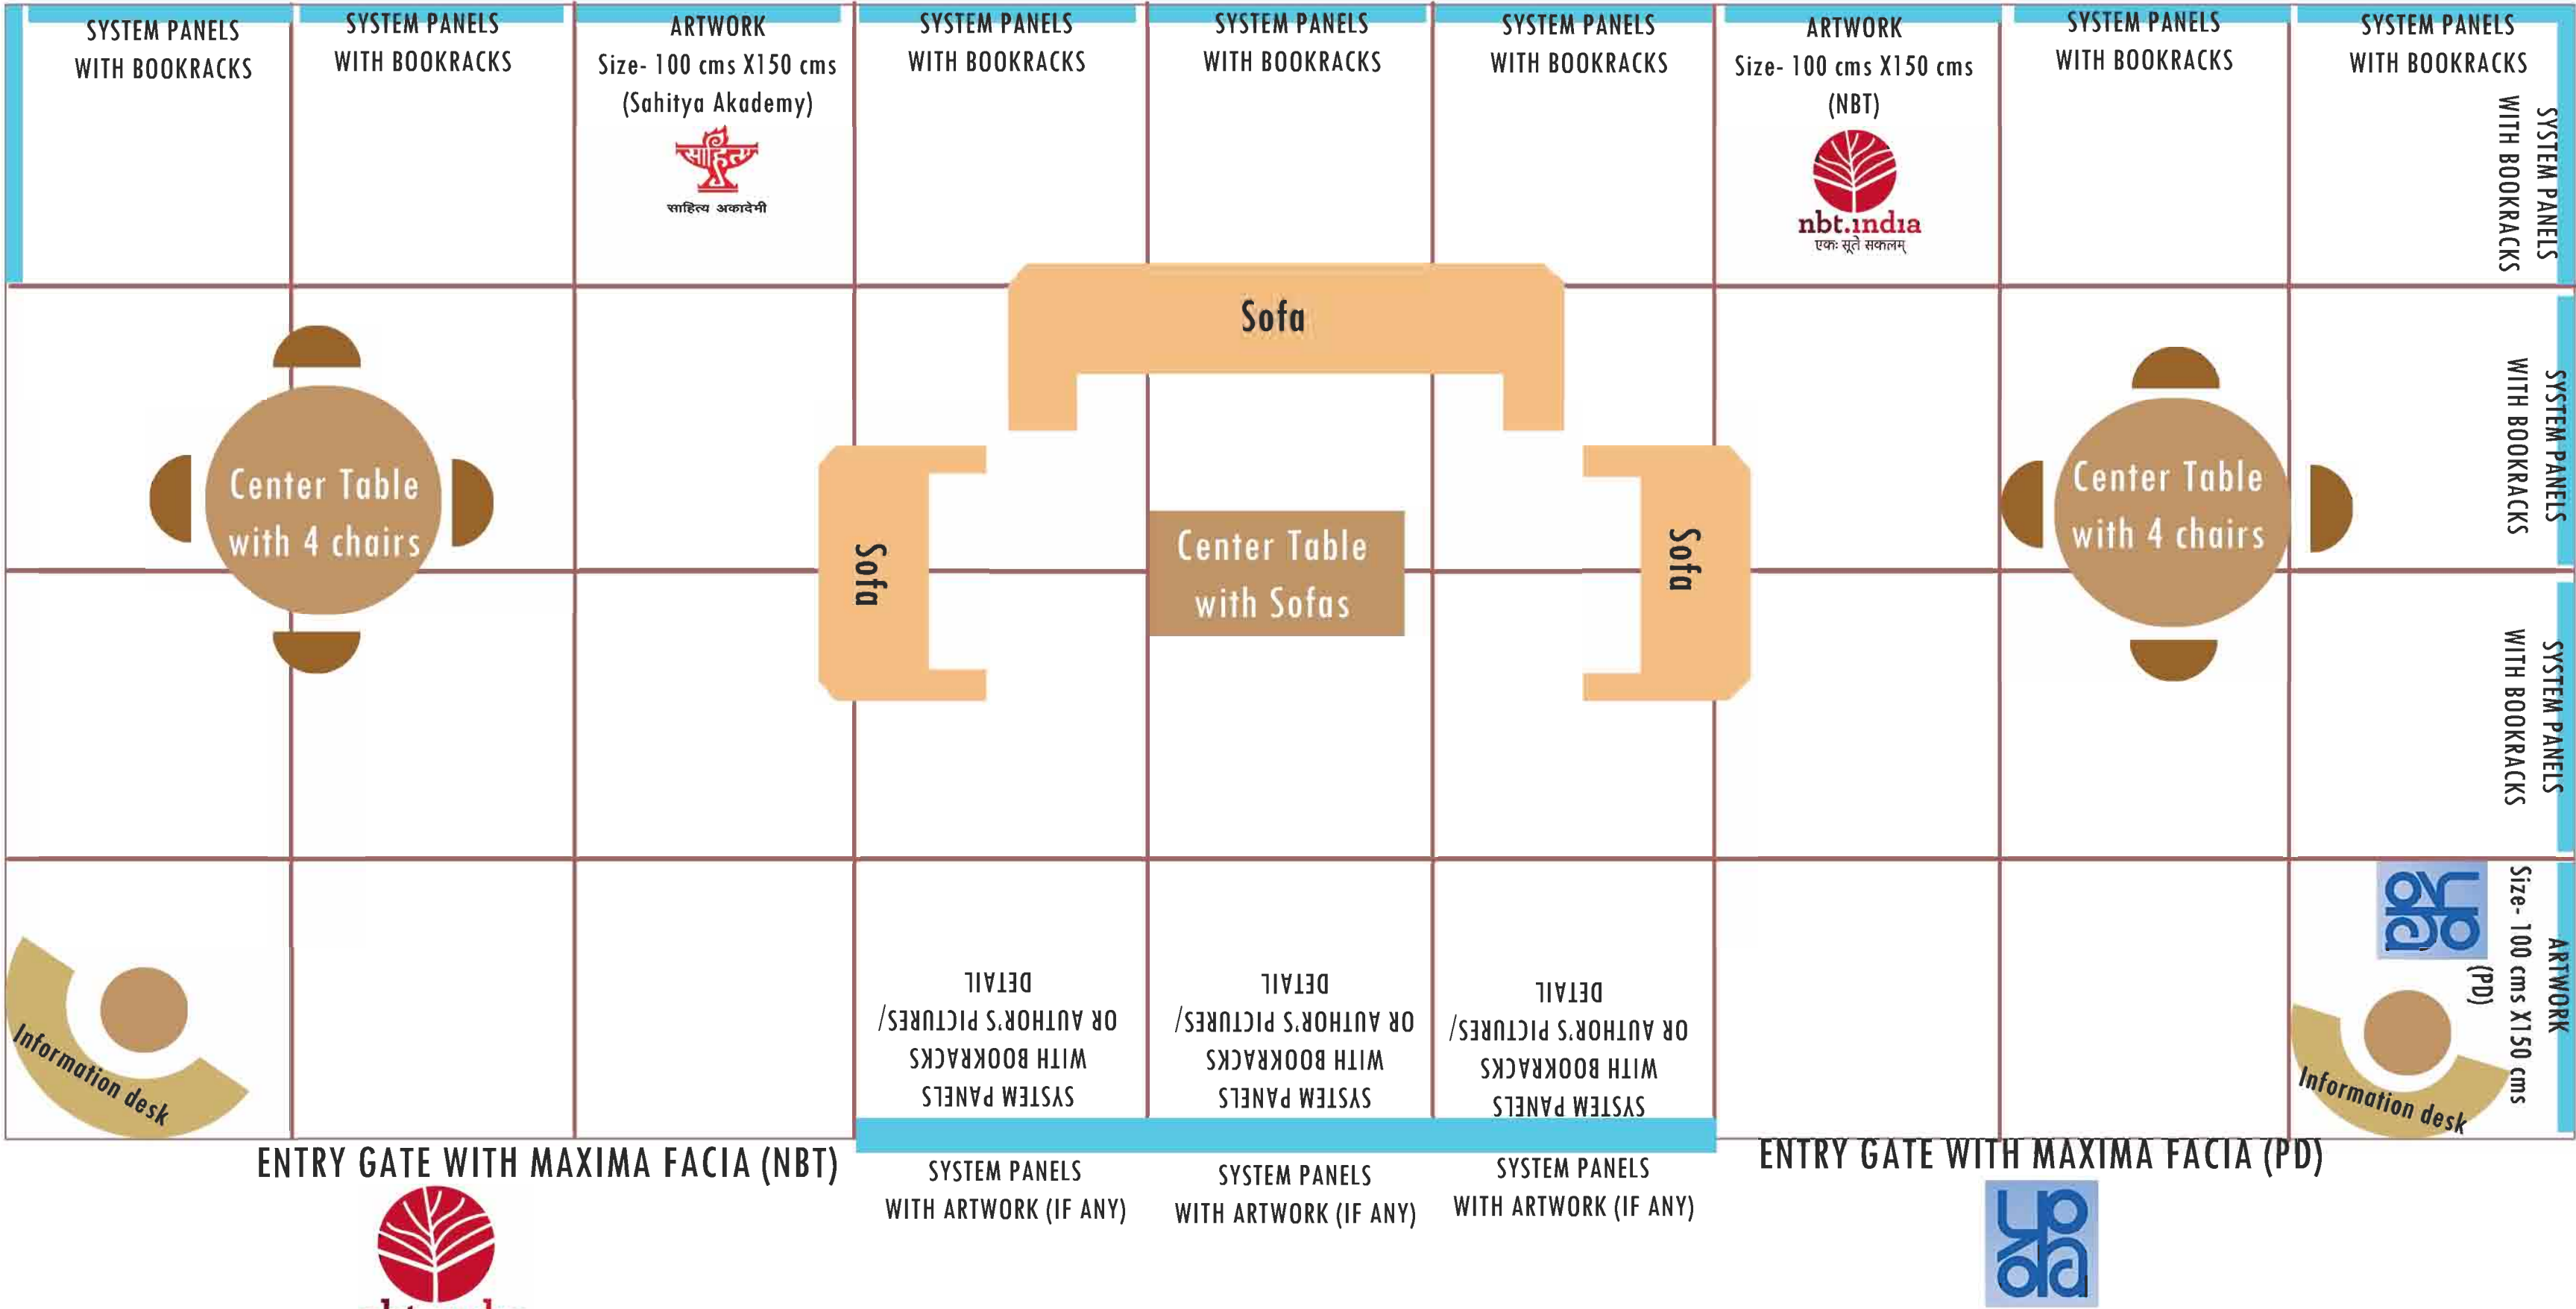 SYSTEM PANELS
WITH BOOKRACKS
SYSTEM PANELS
WITH BOOKRACKS
ARTWORK
Size- 100 cms X150 cms
(Sahitya Akademy)
साहित्य
साहित्य अकादेमी
SYSTEM PANELS
WITH BOOKRACKS
SYSTEM PANELS
WITH BOOKRACKS
SYSTEM PANELS
WITH BOOKRACKS
ARTWORK
Size- 100 cms X150 cms
(NBT)
nbt.india
एकः सूते सकलम्
SYSTEM PANELS
WITH BOOKRACKS
SYSTEM PANELS
WITH BOOKRACKS
SYSTEM PANELS
WITH BOOKRACKS
Sofa
Center Table
with 4 chairs
Sofa
Center Table
with Sofas
Sofa
Center Table
with 4 chairs
SYSTEM PANELS
WITH BOOKRACKS
SYSTEM PANELS
WITH BOOKRACKS
Information desk
SYSTEM PANELS
WITH BOOKRACKS
OR AUTHOR'S PICTURES/
DETAIL
SYSTEM PANELS
WITH BOOKRACKS
OR AUTHOR'S PICTURES/
DETAIL
SYSTEM PANELS
WITH BOOKRACKS
OR AUTHOR'S PICTURES/
DETAIL
ARTWORK
Size- 100 cms X150 cms
(PD)
Information desk
ENTRY GATE WITH MAXIMA FACIA (NBT)
SYSTEM PANELS
WITH ARTWORK (IF ANY)
SYSTEM PANELS
WITH ARTWORK (IF ANY)
SYSTEM PANELS
WITH ARTWORK (IF ANY)
ENTRY GATE WITH MAXIMA FACIA (PD)